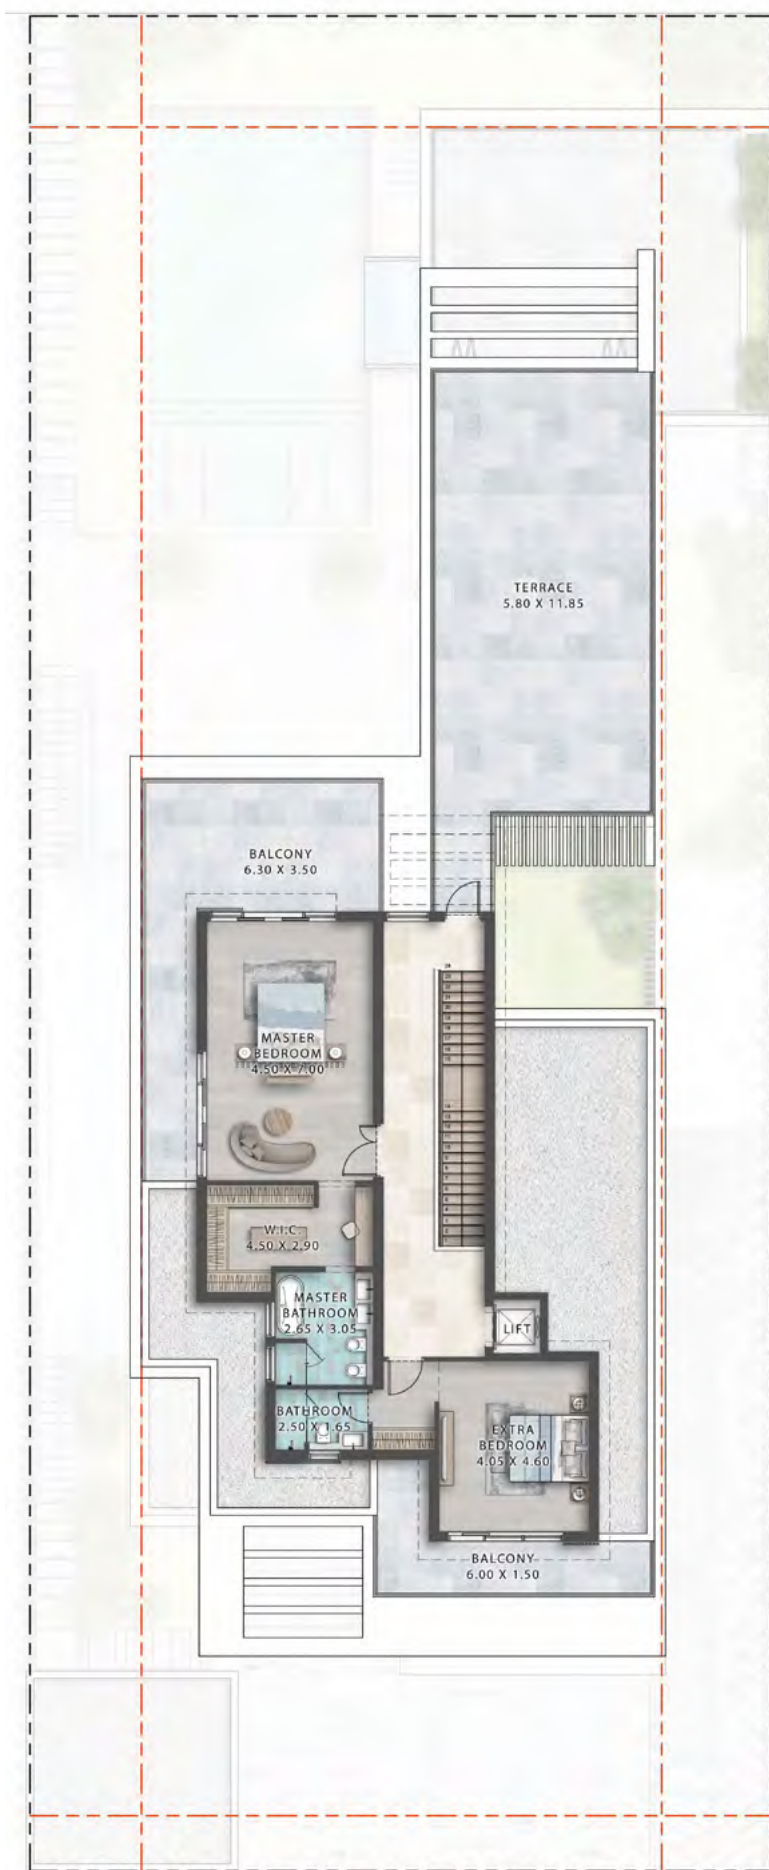 TERRACE
5.80 X 11.85
BALCONY
6.30 X 3.50
MASTER
BEDROOM
4.50 X 7.00
W.I.C.
4.50 X 2.90
MASTER
BATHROOM
2.65 X 3.05
LIFT
BATHROOM
2.50 X 1.65
EXTRA
BEDROOM
4.05 X 4.60
BALCONY
6.00 X 1.50